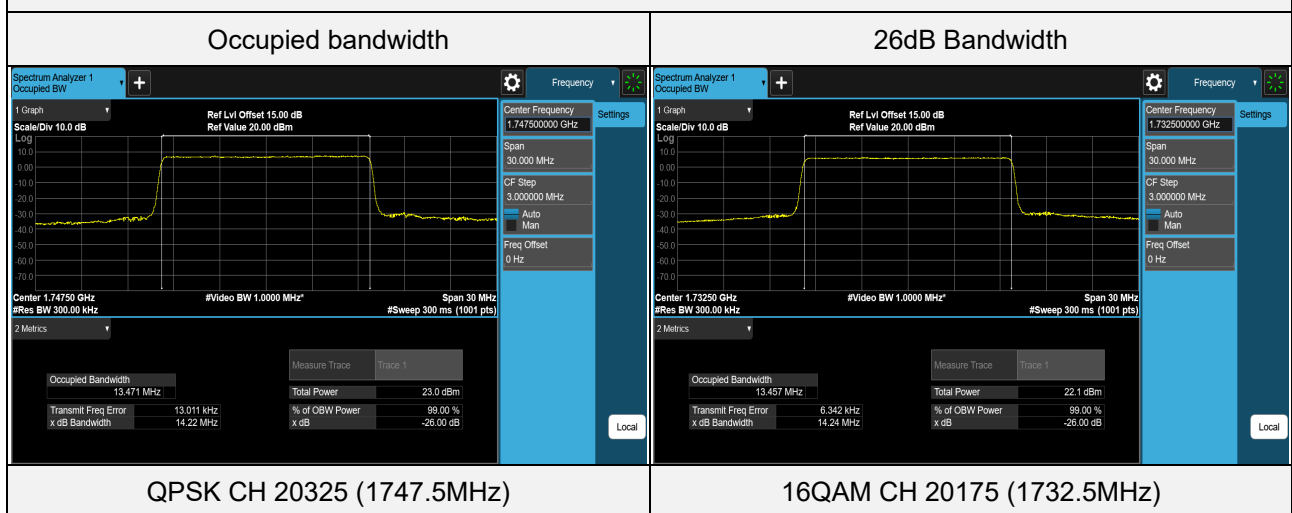 Occupied bandwidth
26dB Bandwidth
Spectrum Analyzer 1
Occupied BW
+
Frequency
1 Graph
Scale/Div 10.0 dB
Ref Lvl Offset 15.00 dB
Ref Value 20.00 dBm
Log
10.0
0.00
-10.0
-20.0
-30.0
-40.0
-50.0
-60.0
-70.0
Center 1.74750 GHz
#Video BW 1.0000 MHz*
Span 30 MHz
#Res BW 300.00 kHz
#Sweep 300 ms (1001 pts)
Center Frequency
1.747500000 GHz
Settings
Span
30.000 MHz
CF Step
3.000000 MHz
Auto
Man
Freq Offset
0 Hz
2 Metrics
Measure Trace Trace 1
Occupied Bandwidth
13.471 MHz
Total Power 23.0 dBm
Transmit Freq Error 13.011 kHz
% of OBW Power 99.00 %
x dB Bandwidth 14.22 MHz
x dB -26.00 dB
Local
Spectrum Analyzer 1
Occupied BW
+
Frequency
1 Graph
Scale/Div 10.0 dB
Ref Lvl Offset 15.00 dB
Ref Value 20.00 dBm
Log
10.0
0.00
-10.0
-20.0
-30.0
-40.0
-50.0
-60.0
-70.0
Center 1.73250 GHz
#Video BW 1.0000 MHz*
Span 30 MHz
#Res BW 300.00 kHz
#Sweep 300 ms (1001 pts)
Center Frequency
1.732500000 GHz
Settings
Span
30.000 MHz
CF Step
3.000000 MHz
Auto
Man
Freq Offset
0 Hz
2 Metrics
Measure Trace Trace 1
Occupied Bandwidth
13.457 MHz
Total Power 22.1 dBm
Transmit Freq Error 6.342 kHz
% of OBW Power 99.00 %
x dB Bandwidth 14.24 MHz
x dB -26.00 dB
Local
QPSK CH 20325 (1747.5MHz)
16QAM CH 20175 (1732.5MHz)